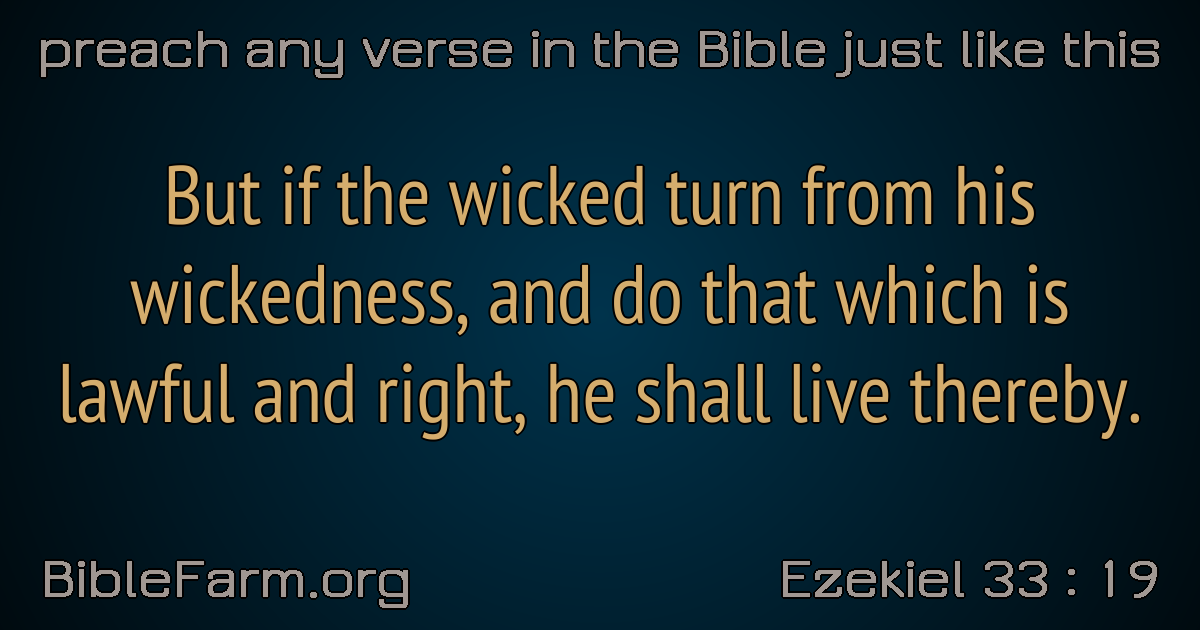 preach any verse in the Bible just like this
But if the wicked turn from his
wickedness, and do that which is
lawful and right, he shall live thereby.
BibleFarm.org
Ezekiel 33 : 19